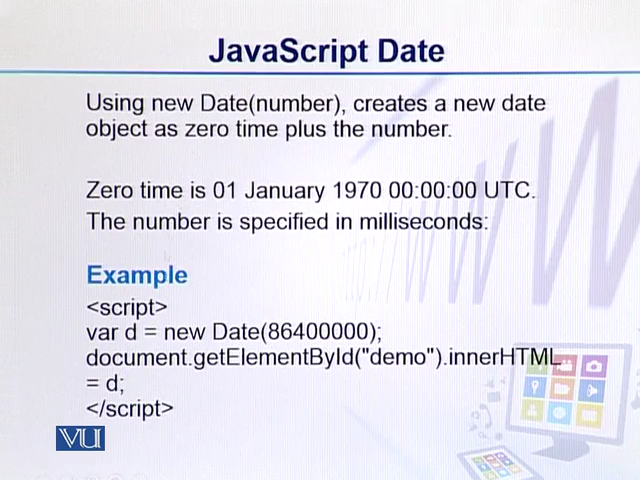 JavaScript Date
Using new Date(number), creates a new date
object as zero time plus the number.
Zero time is 01 January 1970 00:00:00 UTC.
The number is specified in milliseconds:
Example
<script>
var d = new Date(86400000);
document.getElementById("demo").innerHTML
= d;
</script>
VU
WWW